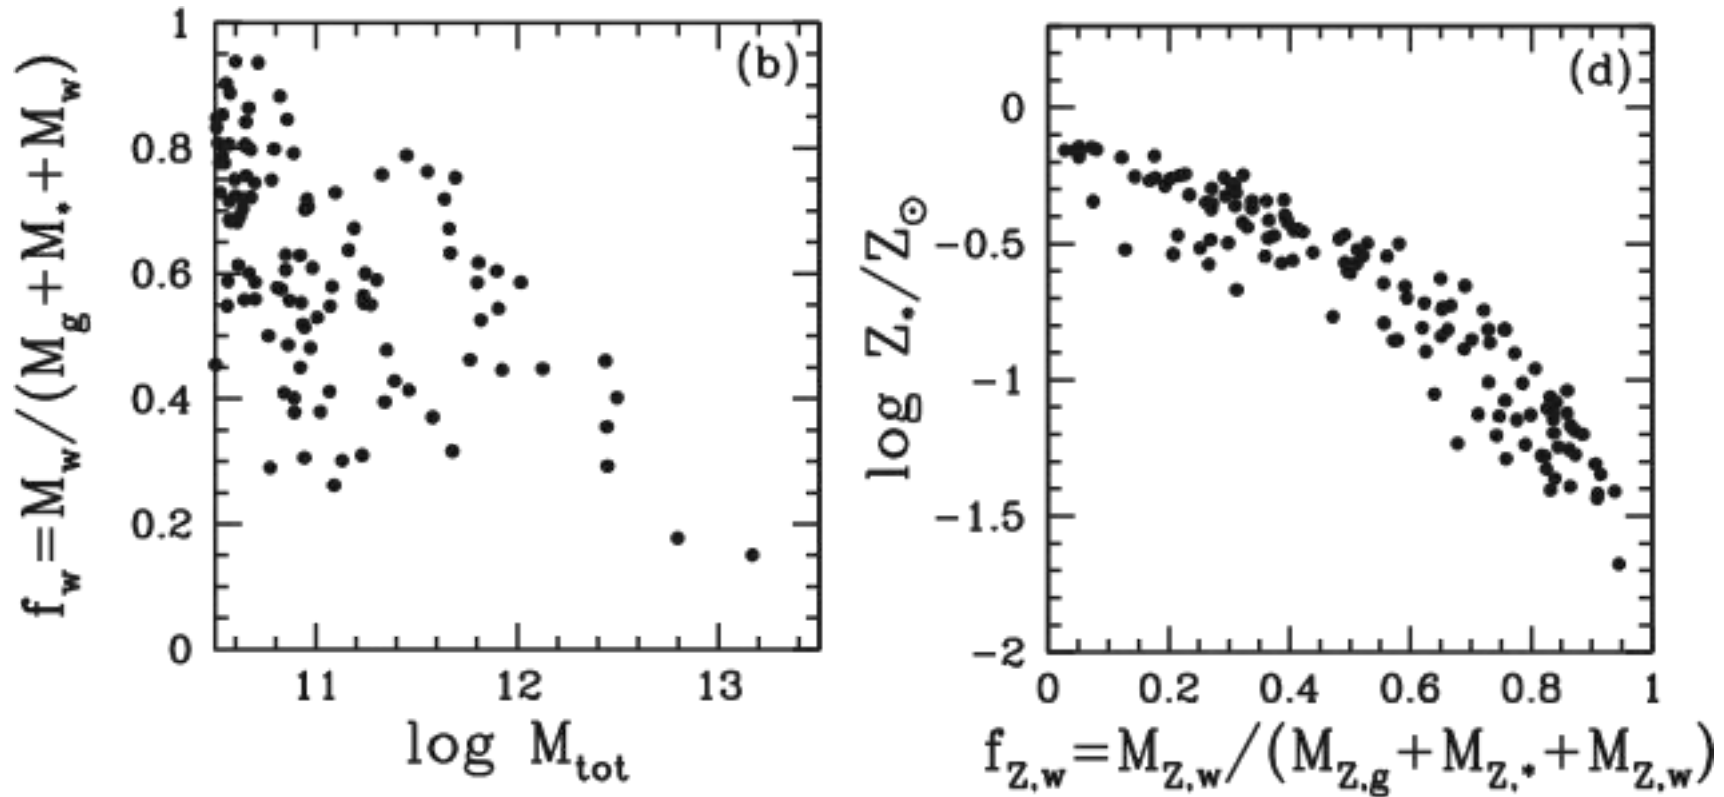 f_w=M_w/(M_g+M_*+M_w)
1
0.8
0.6
0.4
0.2
0
(b)
11 12 13
log M_tot
log Z_*/Z_⊙
0
−0.5
−1
−1.5
−2
(d)
0 0.2 0.4 0.6 0.8 1
f_Z,w=M_Z,w/(M_Z,g+M_Z,*+M_Z,w)